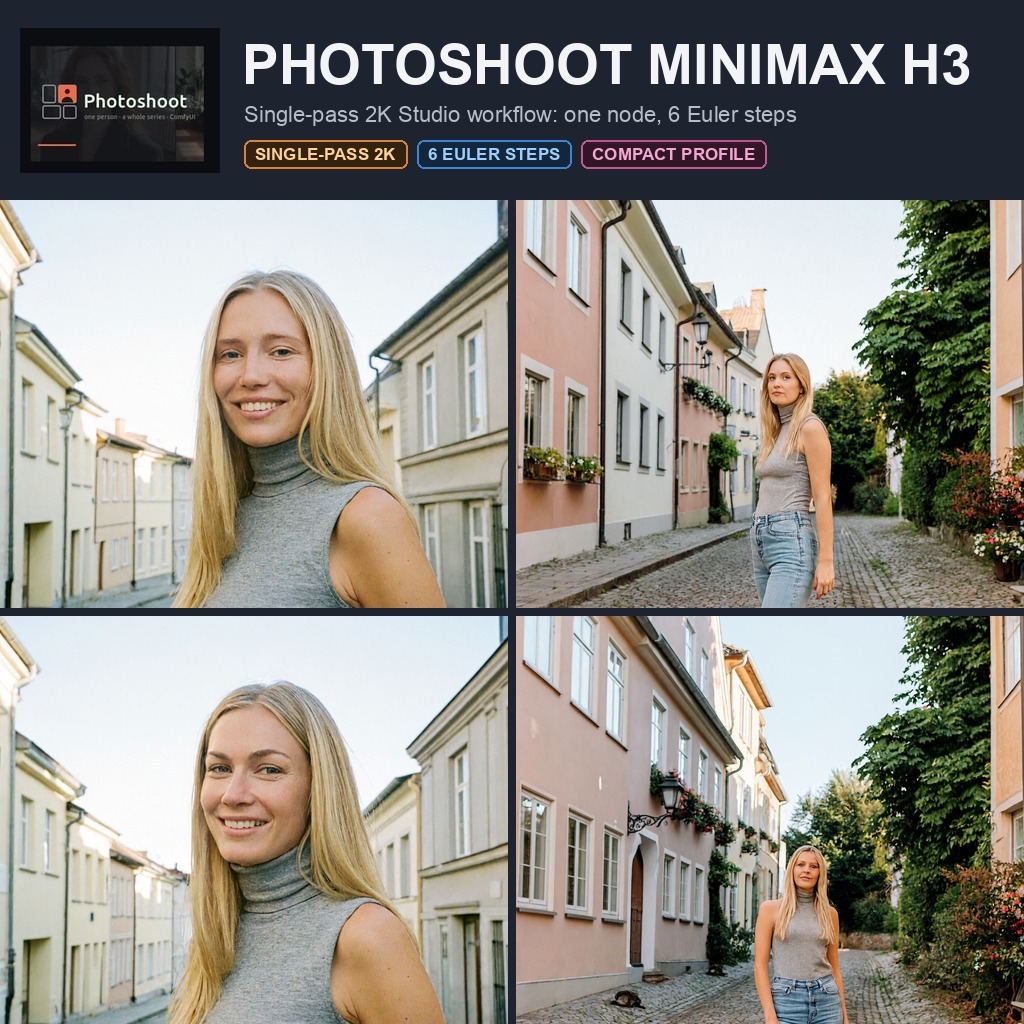 PHOTOSHOOT MINIMAX H3
Single-pass 2K Studio workflow: one node, 6 Euler steps
SINGLE-PASS 2K
6 EULER STEPS
COMPACT PROFILE
Photoshoot
one person · a whole series · ComfyUI